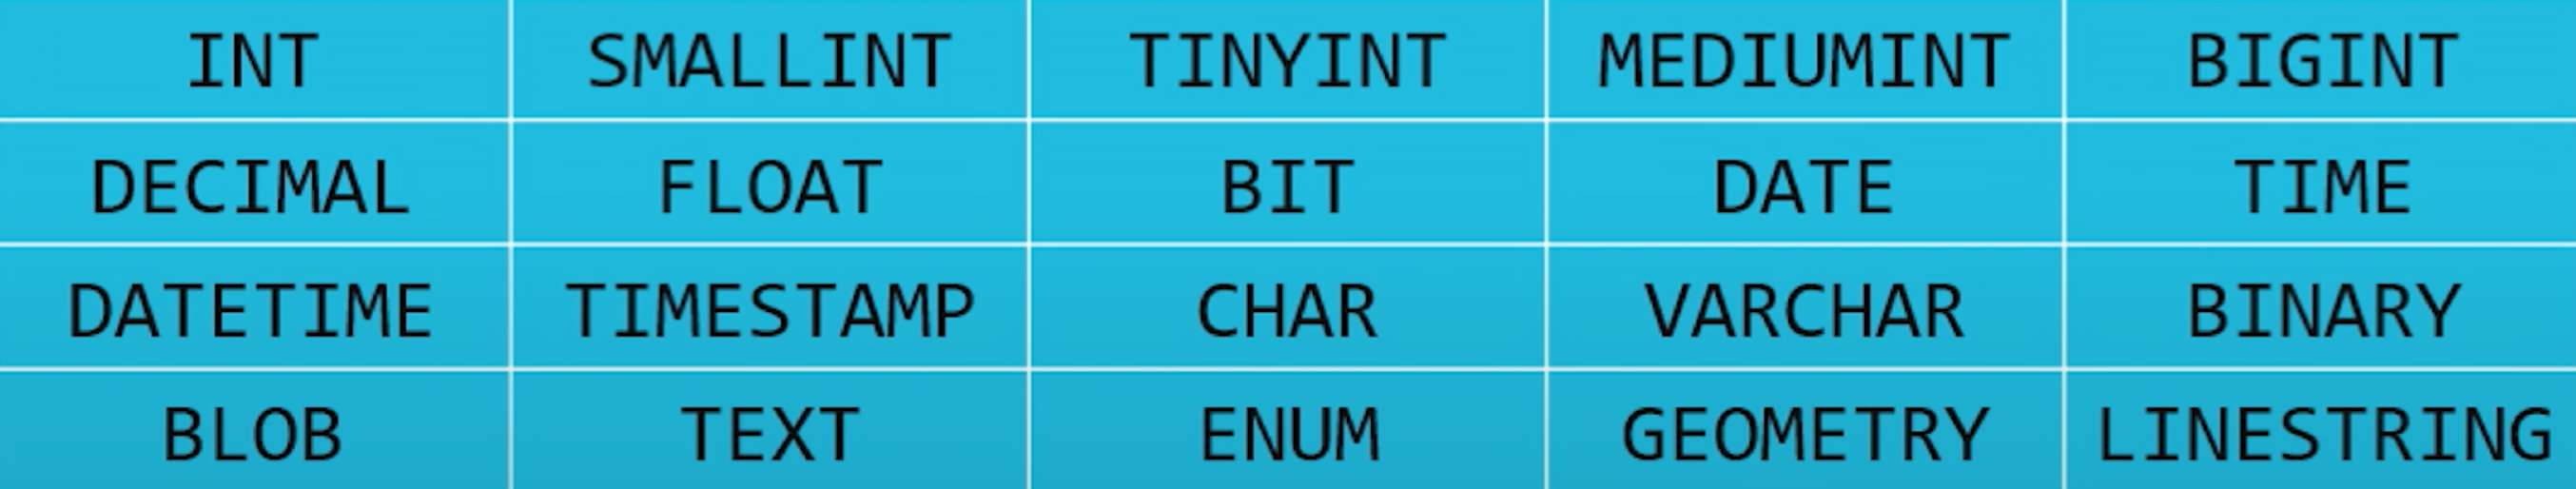 INT SMALLINT TINYINT MEDIUMINT BIGINT
DECIMAL FLOAT BIT DATE TIME
DATETIME TIMESTAMP CHAR VARCHAR BINARY
BLOB TEXT ENUM GEOMETRY LINESTRING